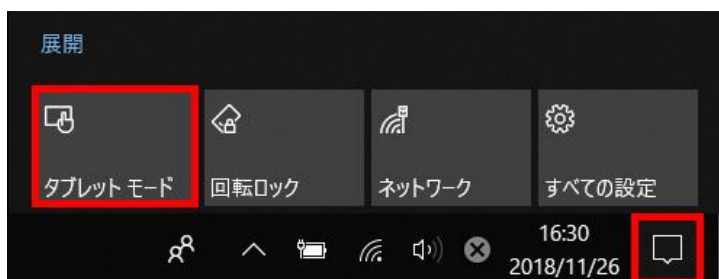 展開
タブレット モード
回転ロック
ネットワーク
すべての設定
16:30
2018/11/26